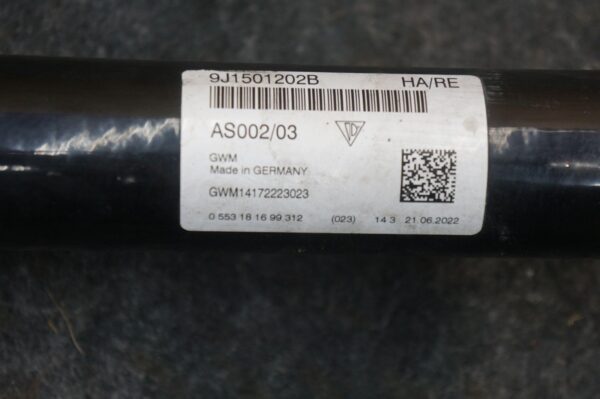 9J1501202B HA/RE
AS002/03
GWM
Made in GERMANY
GWM14172223023
0 553 18 16 99 312 (023) 14 3 21.06.2022